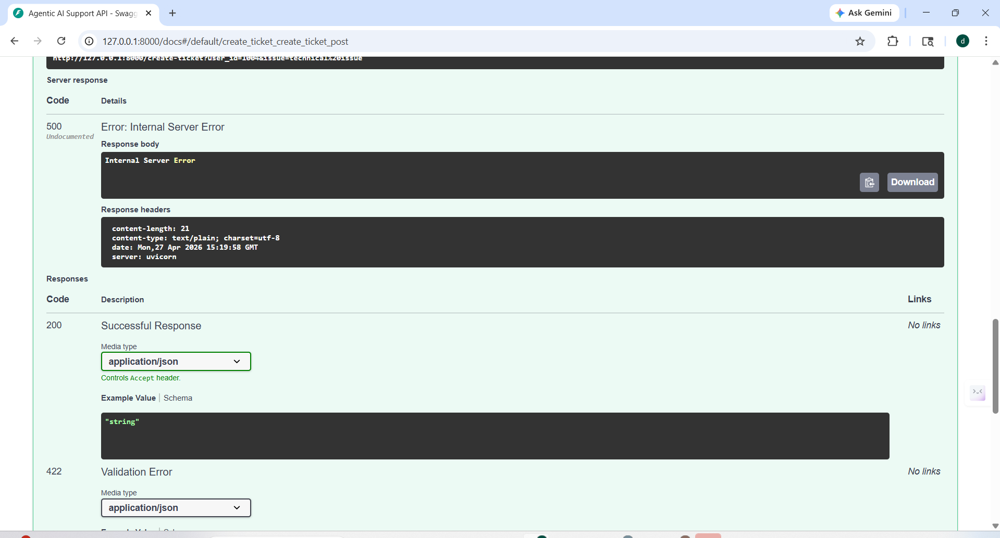 Agentic AI Support API - Swagg
Ask Gemini
127.0.0.1:8000/docs#/default/create_ticket_create_ticket_post
d
http://127.0.0.1:8000/create-ticket?user_id=1004&issue=technical%20issue
Server response
Code Details
500 Error: Internal Server Error
Undocumented
Response body
Internal Server Error
Download
Response headers
content-length: 21
content-type: text/plain; charset=utf-8
date: Mon,27 Apr 2026 15:19:58 GMT
server: uvicorn
Responses
Code Description Links
200 Successful Response No links
Media type
application/json
Controls Accept header.
Example Value Schema
"string"
422 Validation Error No links
Media type
application/json